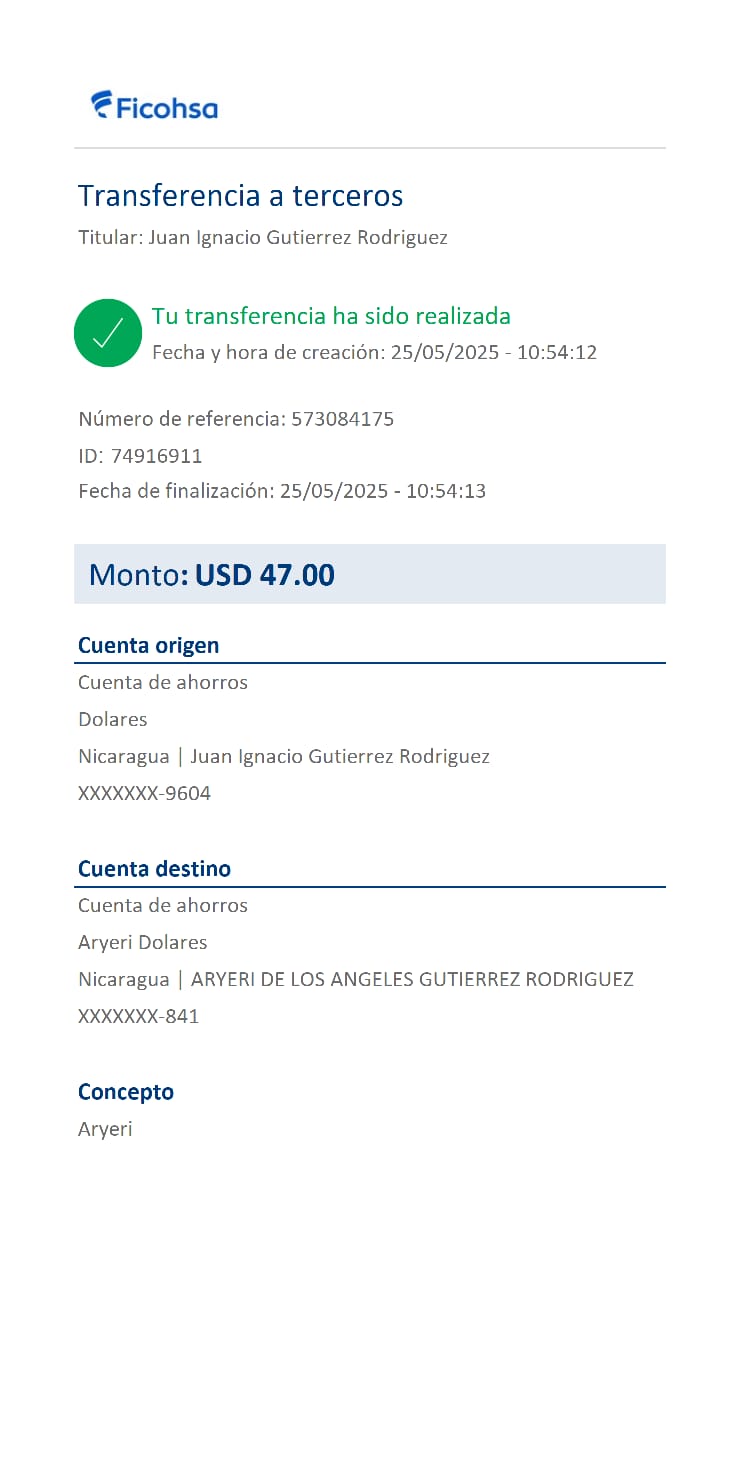 Ficohsa
Transferencia a terceros
Titular: Juan Ignacio Gutierrez Rodriguez
Tu transferencia ha sido realizada
Fecha y hora de creación: 25/05/2025 - 10:54:12
Número de referencia: 573084175
ID: 74916911
Fecha de finalización: 25/05/2025 - 10:54:13
Monto: USD 47.00
Cuenta origen
Cuenta de ahorros
Dolares
Nicaragua | Juan Ignacio Gutierrez Rodriguez
XXXXXXX-9604
Cuenta destino
Cuenta de ahorros
Aryeri Dolares
Nicaragua | ARYERI DE LOS ANGELES GUTIERREZ RODRIGUEZ
XXXXXXX-841
Concepto
Aryeri